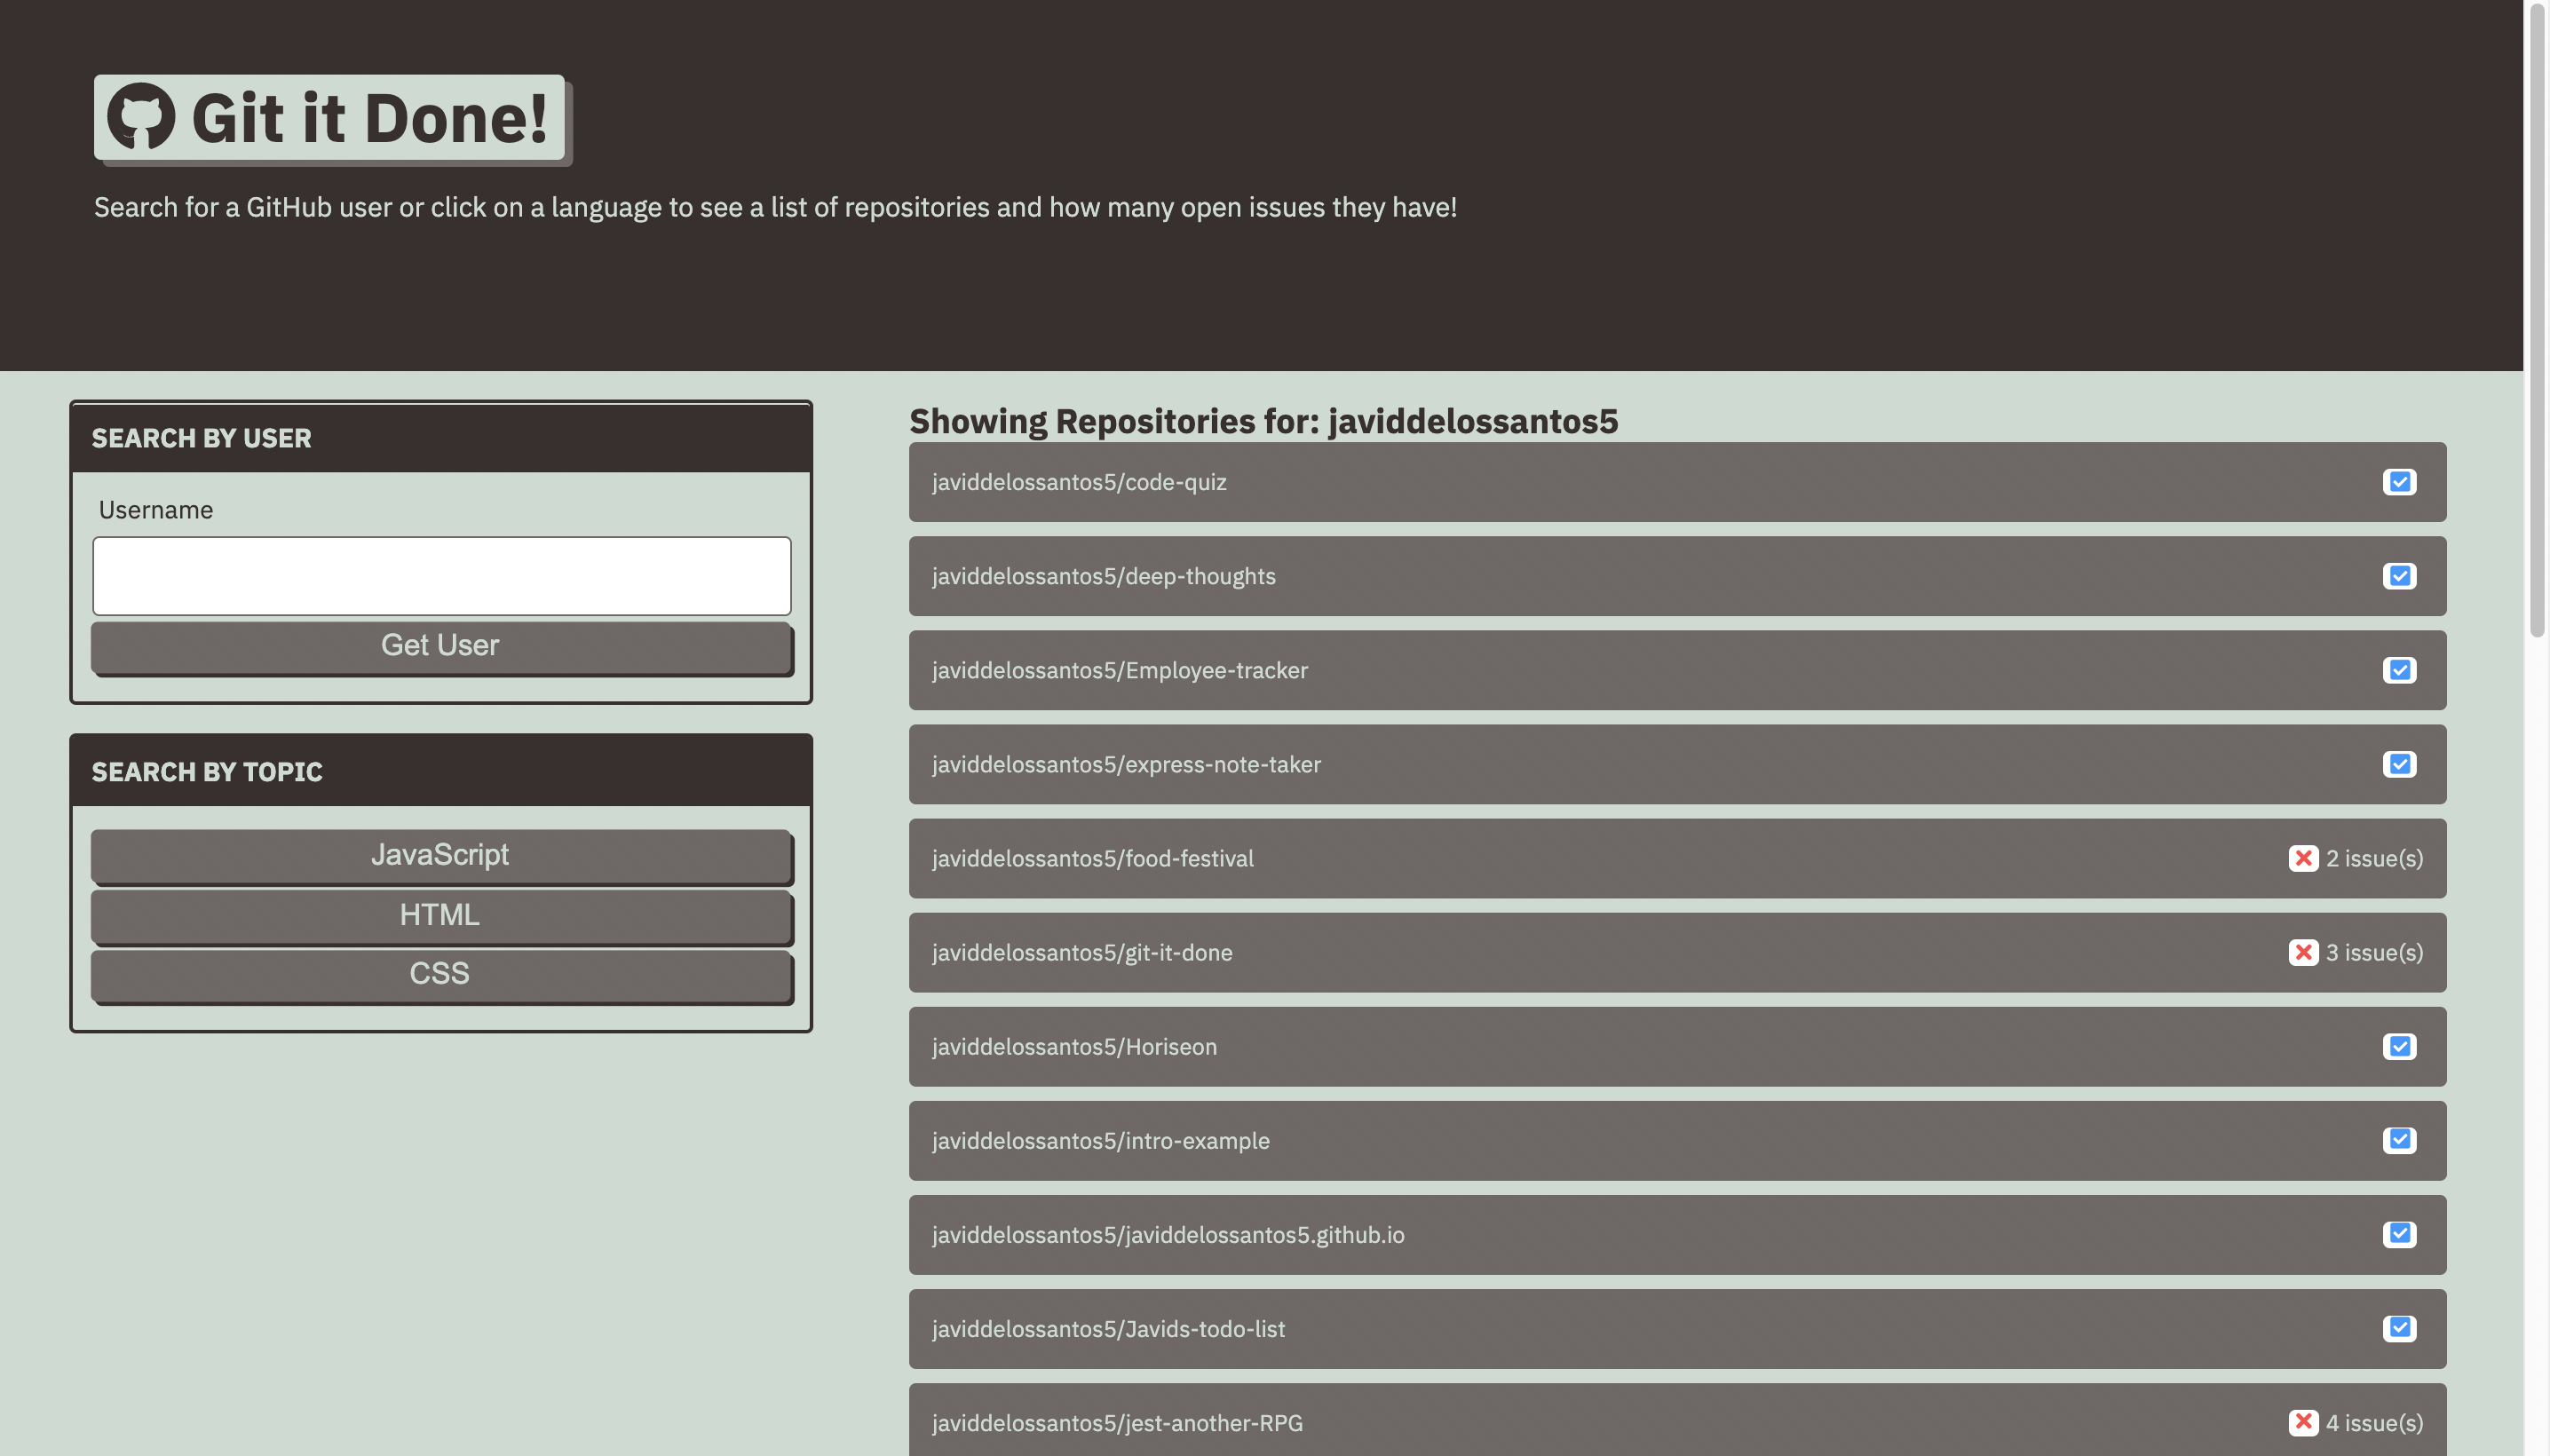 Git it Done!
Search for a GitHub user or click on a language to see a list of repositories and how many open issues they have!
SEARCH BY USER
Username
Get User
SEARCH BY TOPIC
JavaScript
HTML
CSS
Showing Repositories for: javiddelossantos5
javiddelossantos5/code-quiz
javiddelossantos5/deep-thoughts
javiddelossantos5/Employee-tracker
javiddelossantos5/express-note-taker
javiddelossantos5/food-festival 2 issue(s)
javiddelossantos5/git-it-done 3 issue(s)
javiddelossantos5/Horiseon
javiddelossantos5/intro-example
javiddelossantos5/javiddelossantos5.github.io
javiddelossantos5/Javids-todo-list
javiddelossantos5/jest-another-RPG 4 issue(s)